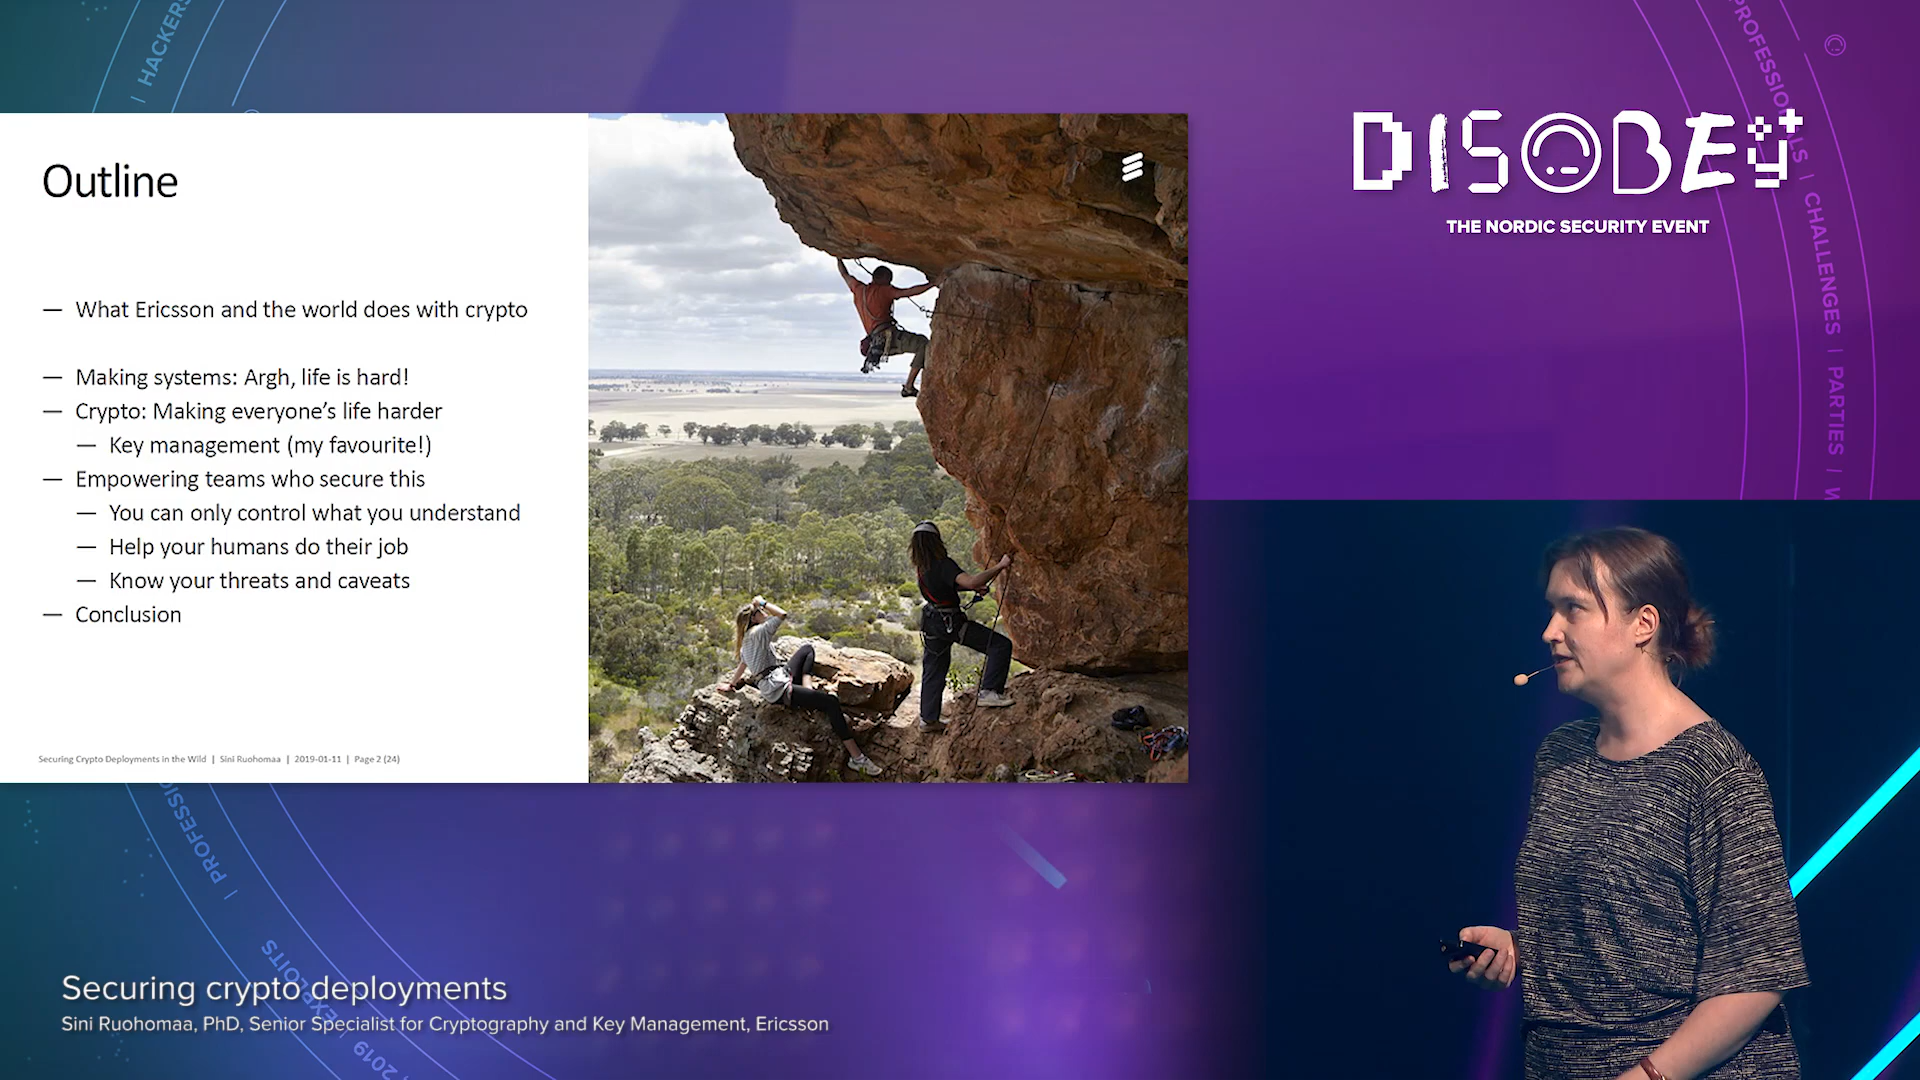 Outline
— What Ericsson and the world does with crypto
— Making systems: Argh, life is hard!
— Crypto: Making everyone’s life harder
— Key management (my favourite!)
— Empowering teams who secure this
— You can only control what you understand
— Help your humans do their job
— Know your threats and caveats
— Conclusion
Securing Crypto Deployments in the Wild | Sini Ruohomaa | 2019-01-11 | Page 2 (24)
DISOBEY
THE NORDIC SECURITY EVENT
| HACKERS
PROFESSIONALS | CHALLENGES | PARTIES |
PROFESSI
EXPLOITS
2019
Securing crypto deployments
Sini Ruohomaa, PhD, Senior Specialist for Cryptography and Key Management, Ericsson